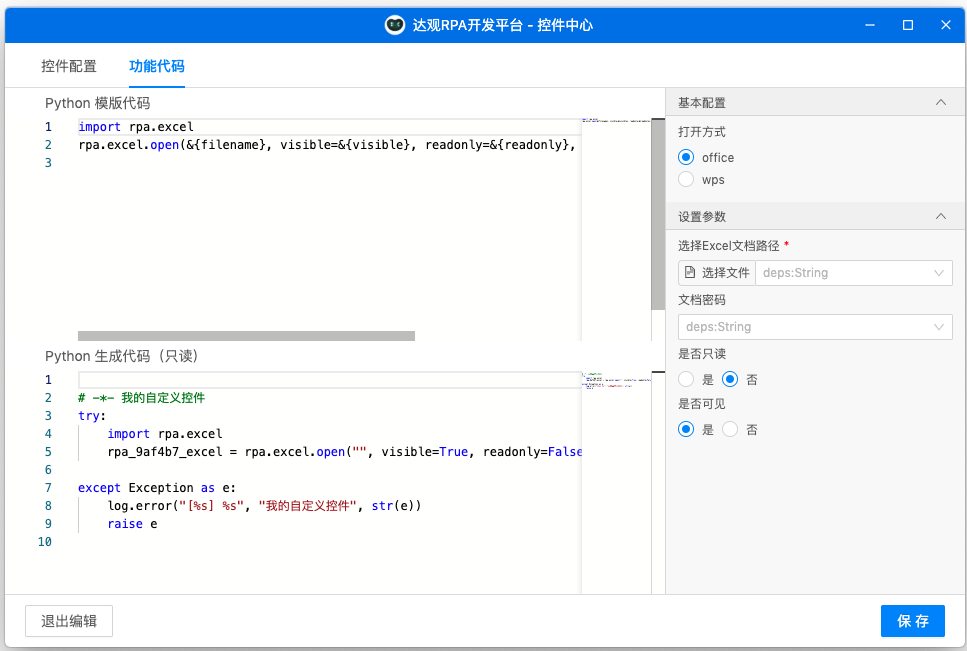 达观RPA开发平台 - 控件中心
控件配置 功能代码
Python 模版代码
1 import rpa.excel
2 rpa.excel.open(&{filename}, visible=&{visible}, readonly=&{readonly},
3
Python 生成代码（只读）
1
2 # -*- 我的自定义控件
3 try:
4 import rpa.excel
5 rpa_9af4b7_excel = rpa.excel.open("", visible=True, readonly=False
6
7 except Exception as e:
8 log.error("[%s] %s", "我的自定义控件", str(e))
9 raise e
10
基本配置
打开方式
office
wps
设置参数
选择Excel文档路径 *
选择文件 deps:String
文档密码
deps:String
是否只读
是 否
是否可见
是 否
退出编辑 保存